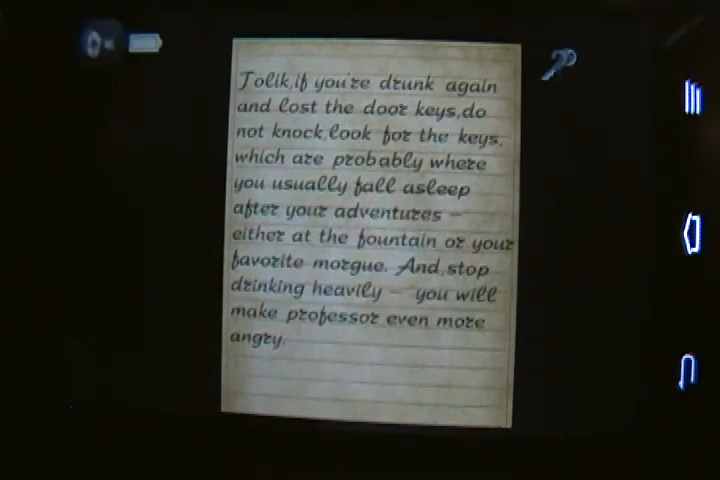 Tolik,if you're drunk again
and lost the door keys,do
not knock,look for the keys,
which are probably where
you usually fall asleep
after your adventures –
either at the fountain or your
favorite morgue. And,stop
drinking heavily – you will
make professor even more
angry.